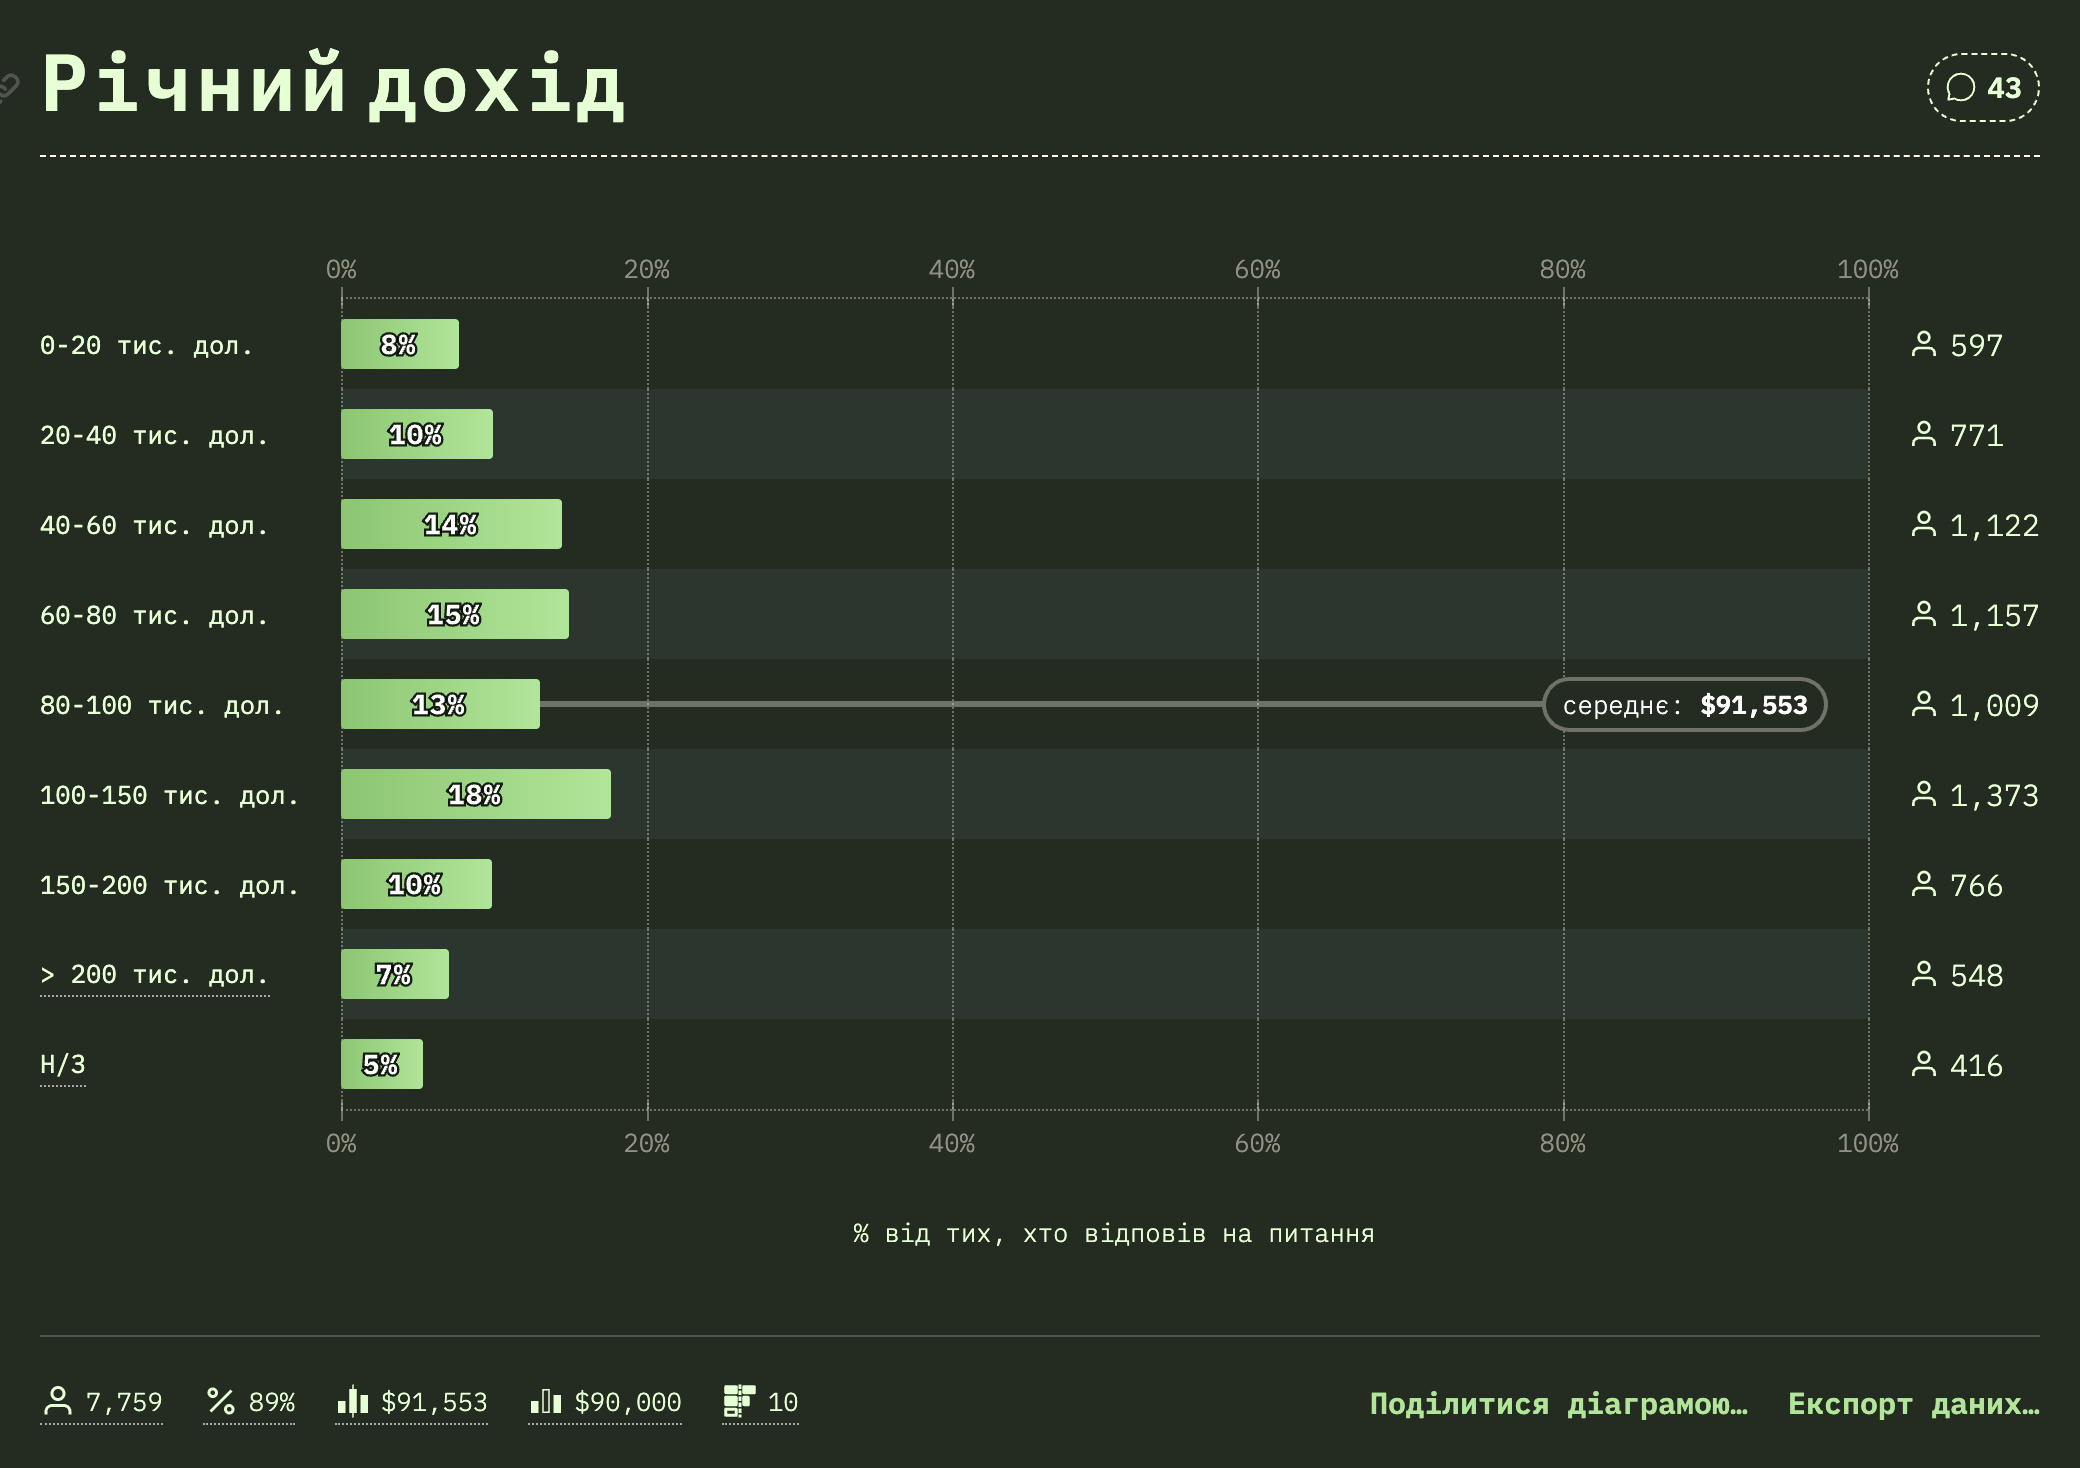 Річний дохід
43
0% 20% 40% 60% 80% 100%
0-20 тис. дол. 8% 597
20-40 тис. дол. 10% 771
40-60 тис. дол. 14% 1,122
60-80 тис. дол. 15% 1,157
80-100 тис. дол. 13% середнє: $91,553 1,009
100-150 тис. дол. 18% 1,373
150-200 тис. дол. 10% 766
> 200 тис. дол. 7% 548
Н/З 5% 416
0% 20% 40% 60% 80% 100%
% від тих, хто відповів на питання
7,759 89% $91,553 $90,000 10 Поділитися діаграмою… Експорт даних…